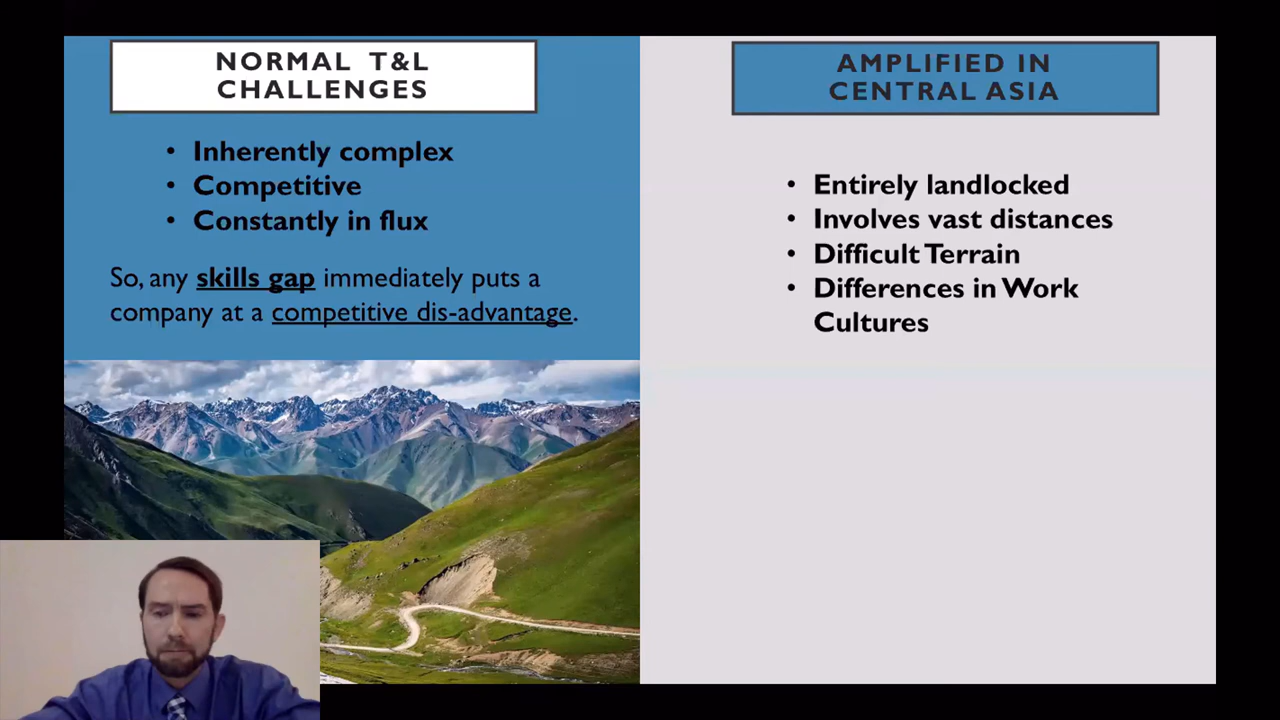 NORMAL T&L
CHALLENGES
• Inherently complex
• Competitive
• Constantly in flux
So, any skills gap immediately puts a
company at a competitive dis-advantage.
AMPLIFIED IN
CENTRAL ASIA
• Entirely landlocked
• Involves vast distances
• Difficult Terrain
• Differences in Work
Cultures